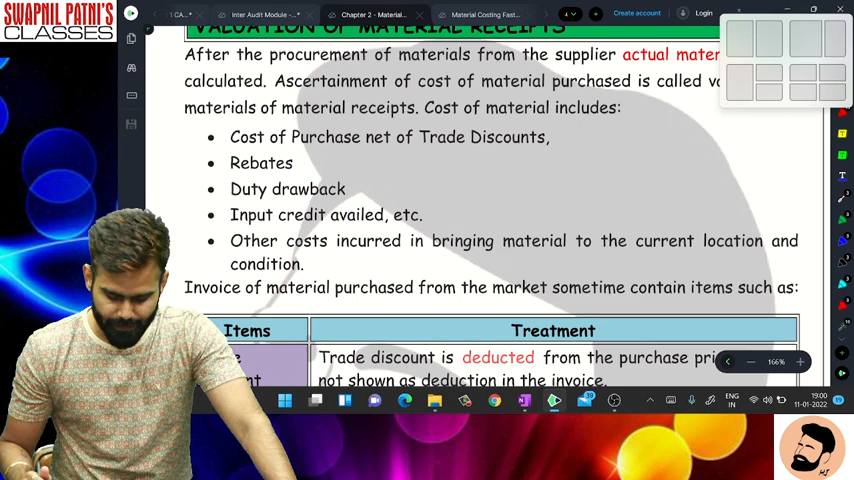 SWAPNIL PATNI'S
CLASSES
1 CA...
Inter Audit Module -...
Chapter 2 - Material...
Material Costing Fast...
4
Create account
Login
VALUATION OF MATERIAL RECEIPTS
After the procurement of materials from the supplier actual mater
calculated. Ascertainment of cost of material purchased is called va
materials of material receipts. Cost of material includes:
• Cost of Purchase net of Trade Discounts,
• Rebates
• Duty drawback
• Input credit availed, etc.
• Other costs incurred in bringing material to the current location and
condition.
Invoice of material purchased from the market sometime contain items such as:
Items
Treatment
Trade discount is deducted from the purchase pri
not shown as deduction in the invoice.
166%
ENG
IN
19:00
11-01-2022